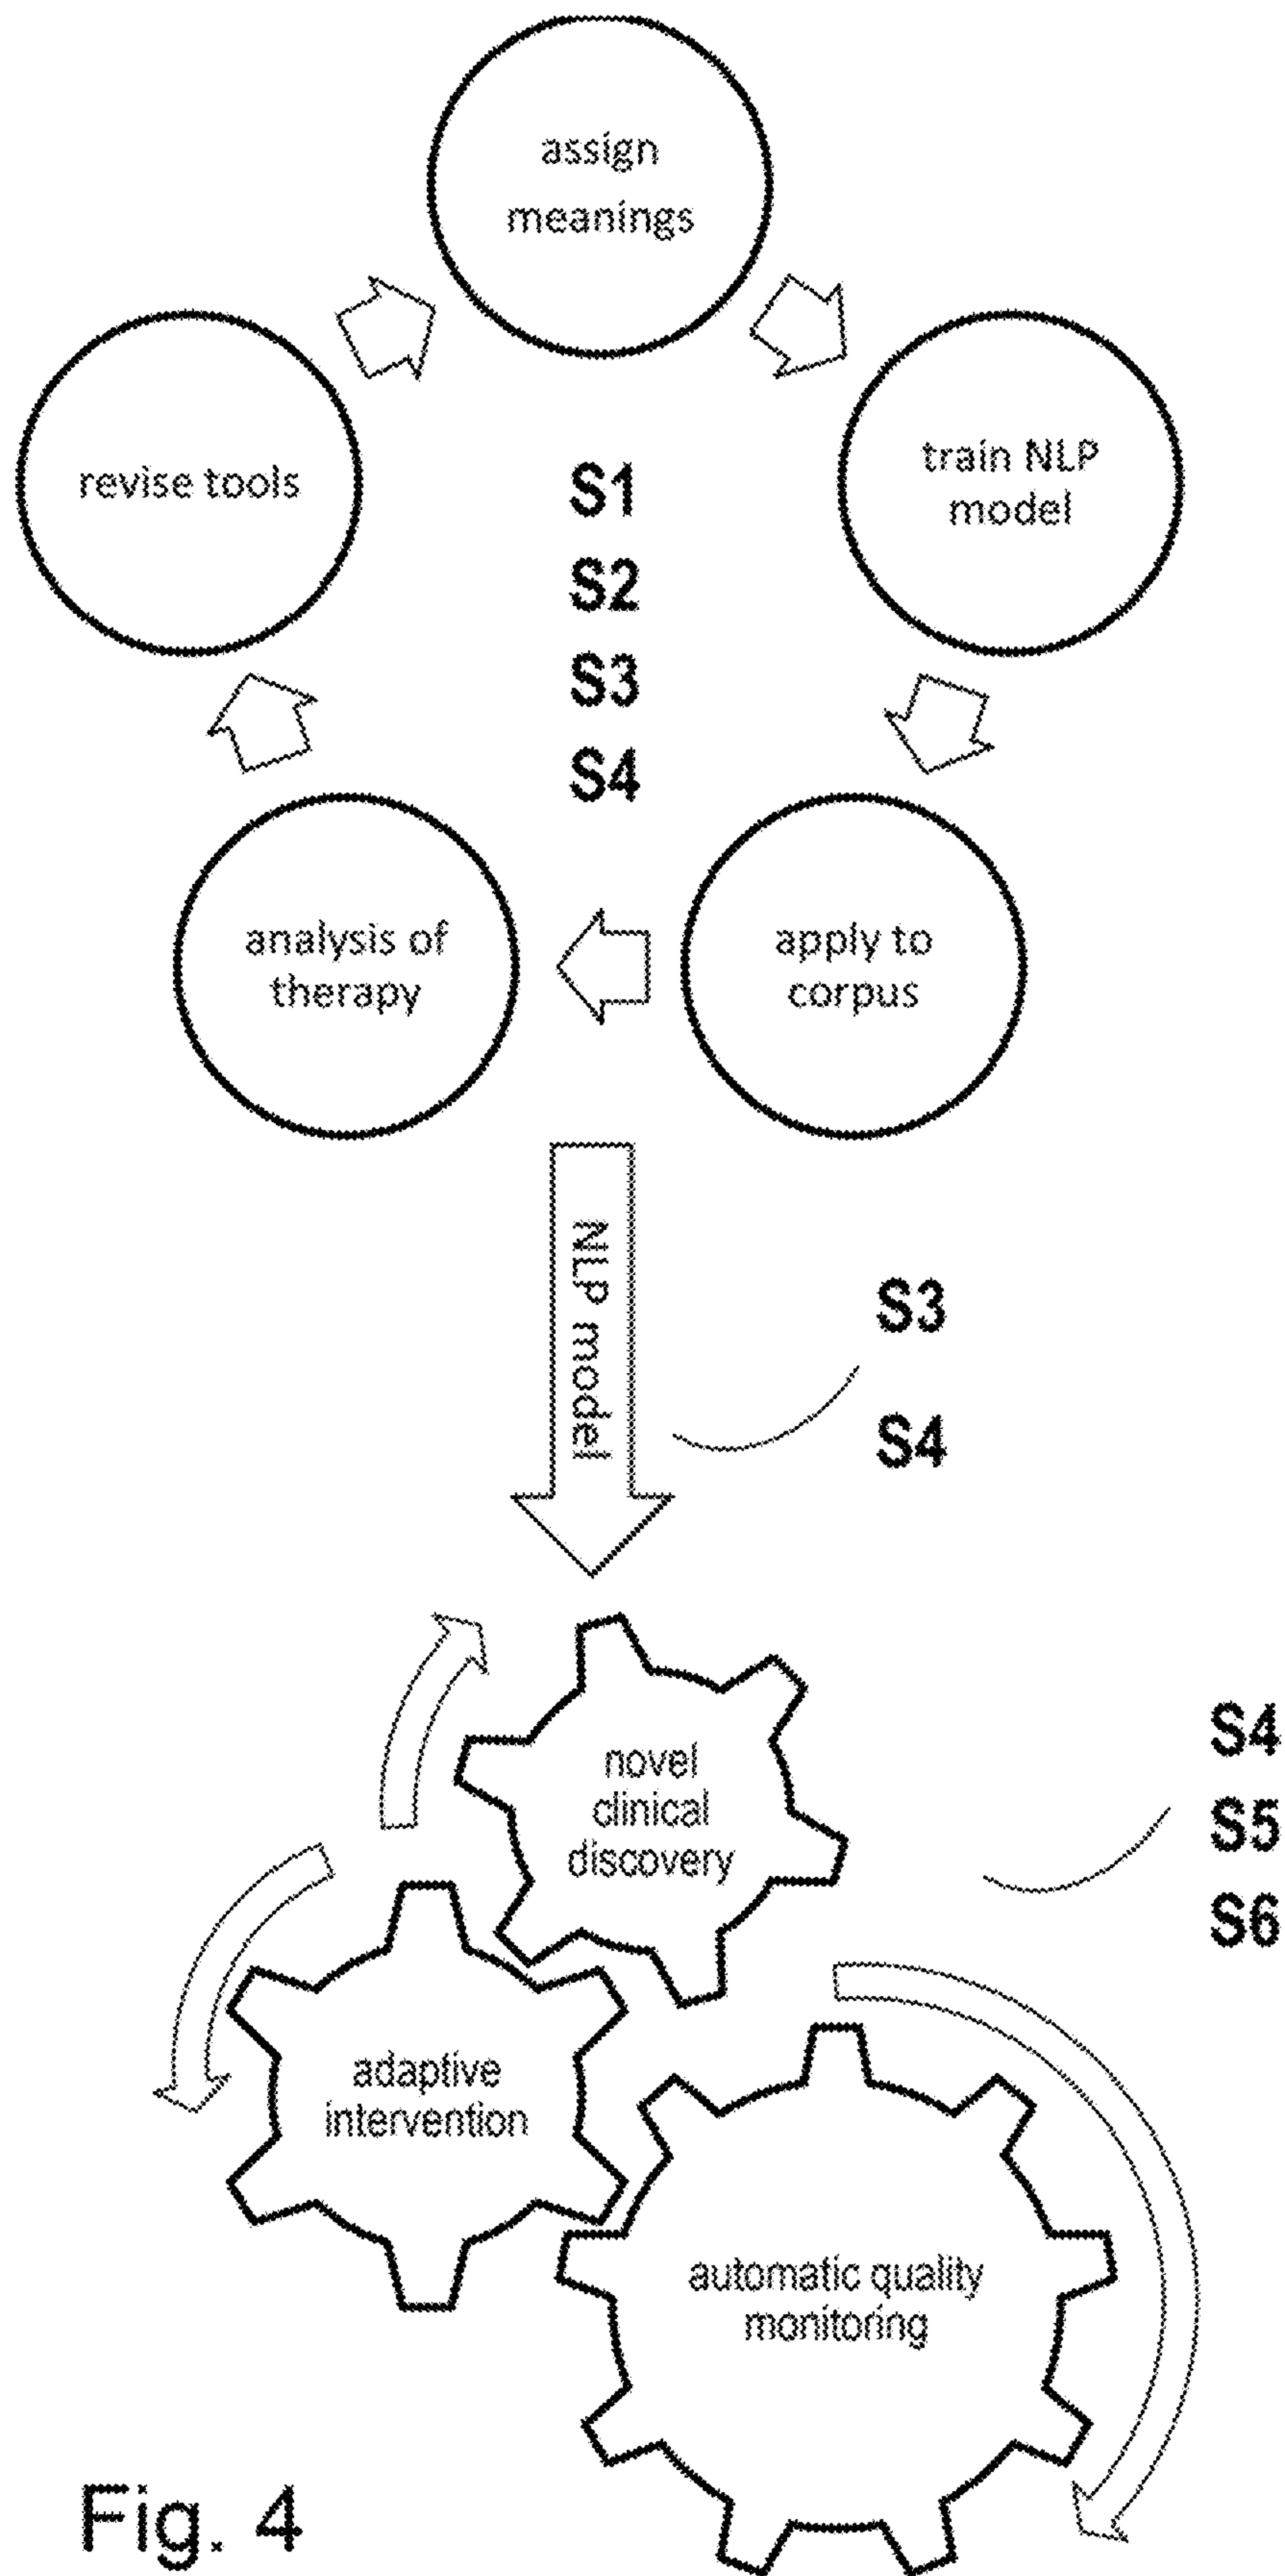 assign
meanings
revise tools
train NLP
model
S1
S2
S3
S4
analysis of
therapy
apply to
corpus
NLP model
S3
S4
novel
clinical
discovery
S4
S5
S6
adaptive
intervention
automatic quality
monitoring
Fig. 4